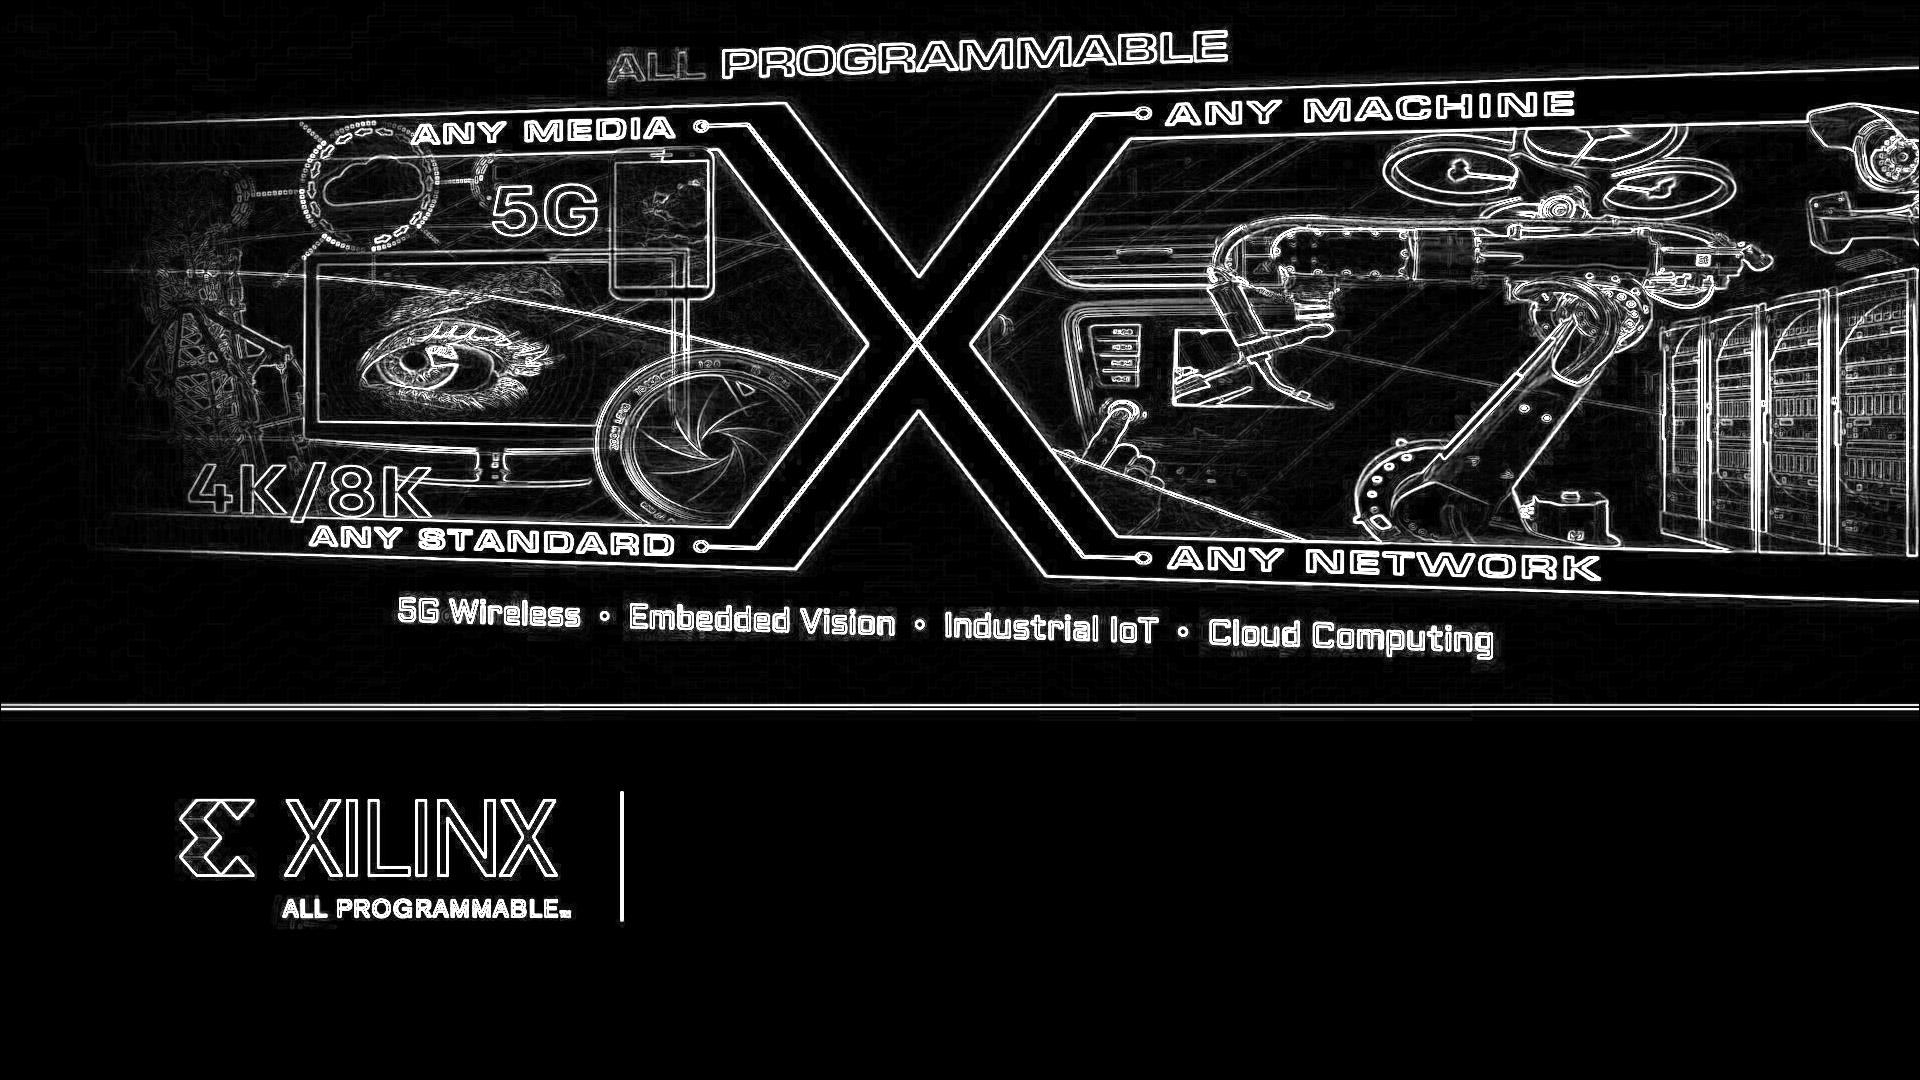 ALL PROGRAMMABLE
ANY MEDIA
ANY MACHINE
5G
4K/8K
ANY STANDARD
ANY NETWORK
5G Wireless • Embedded Vision • Industrial IoT • Cloud Computing
XILINX
ALL PROGRAMMABLE™